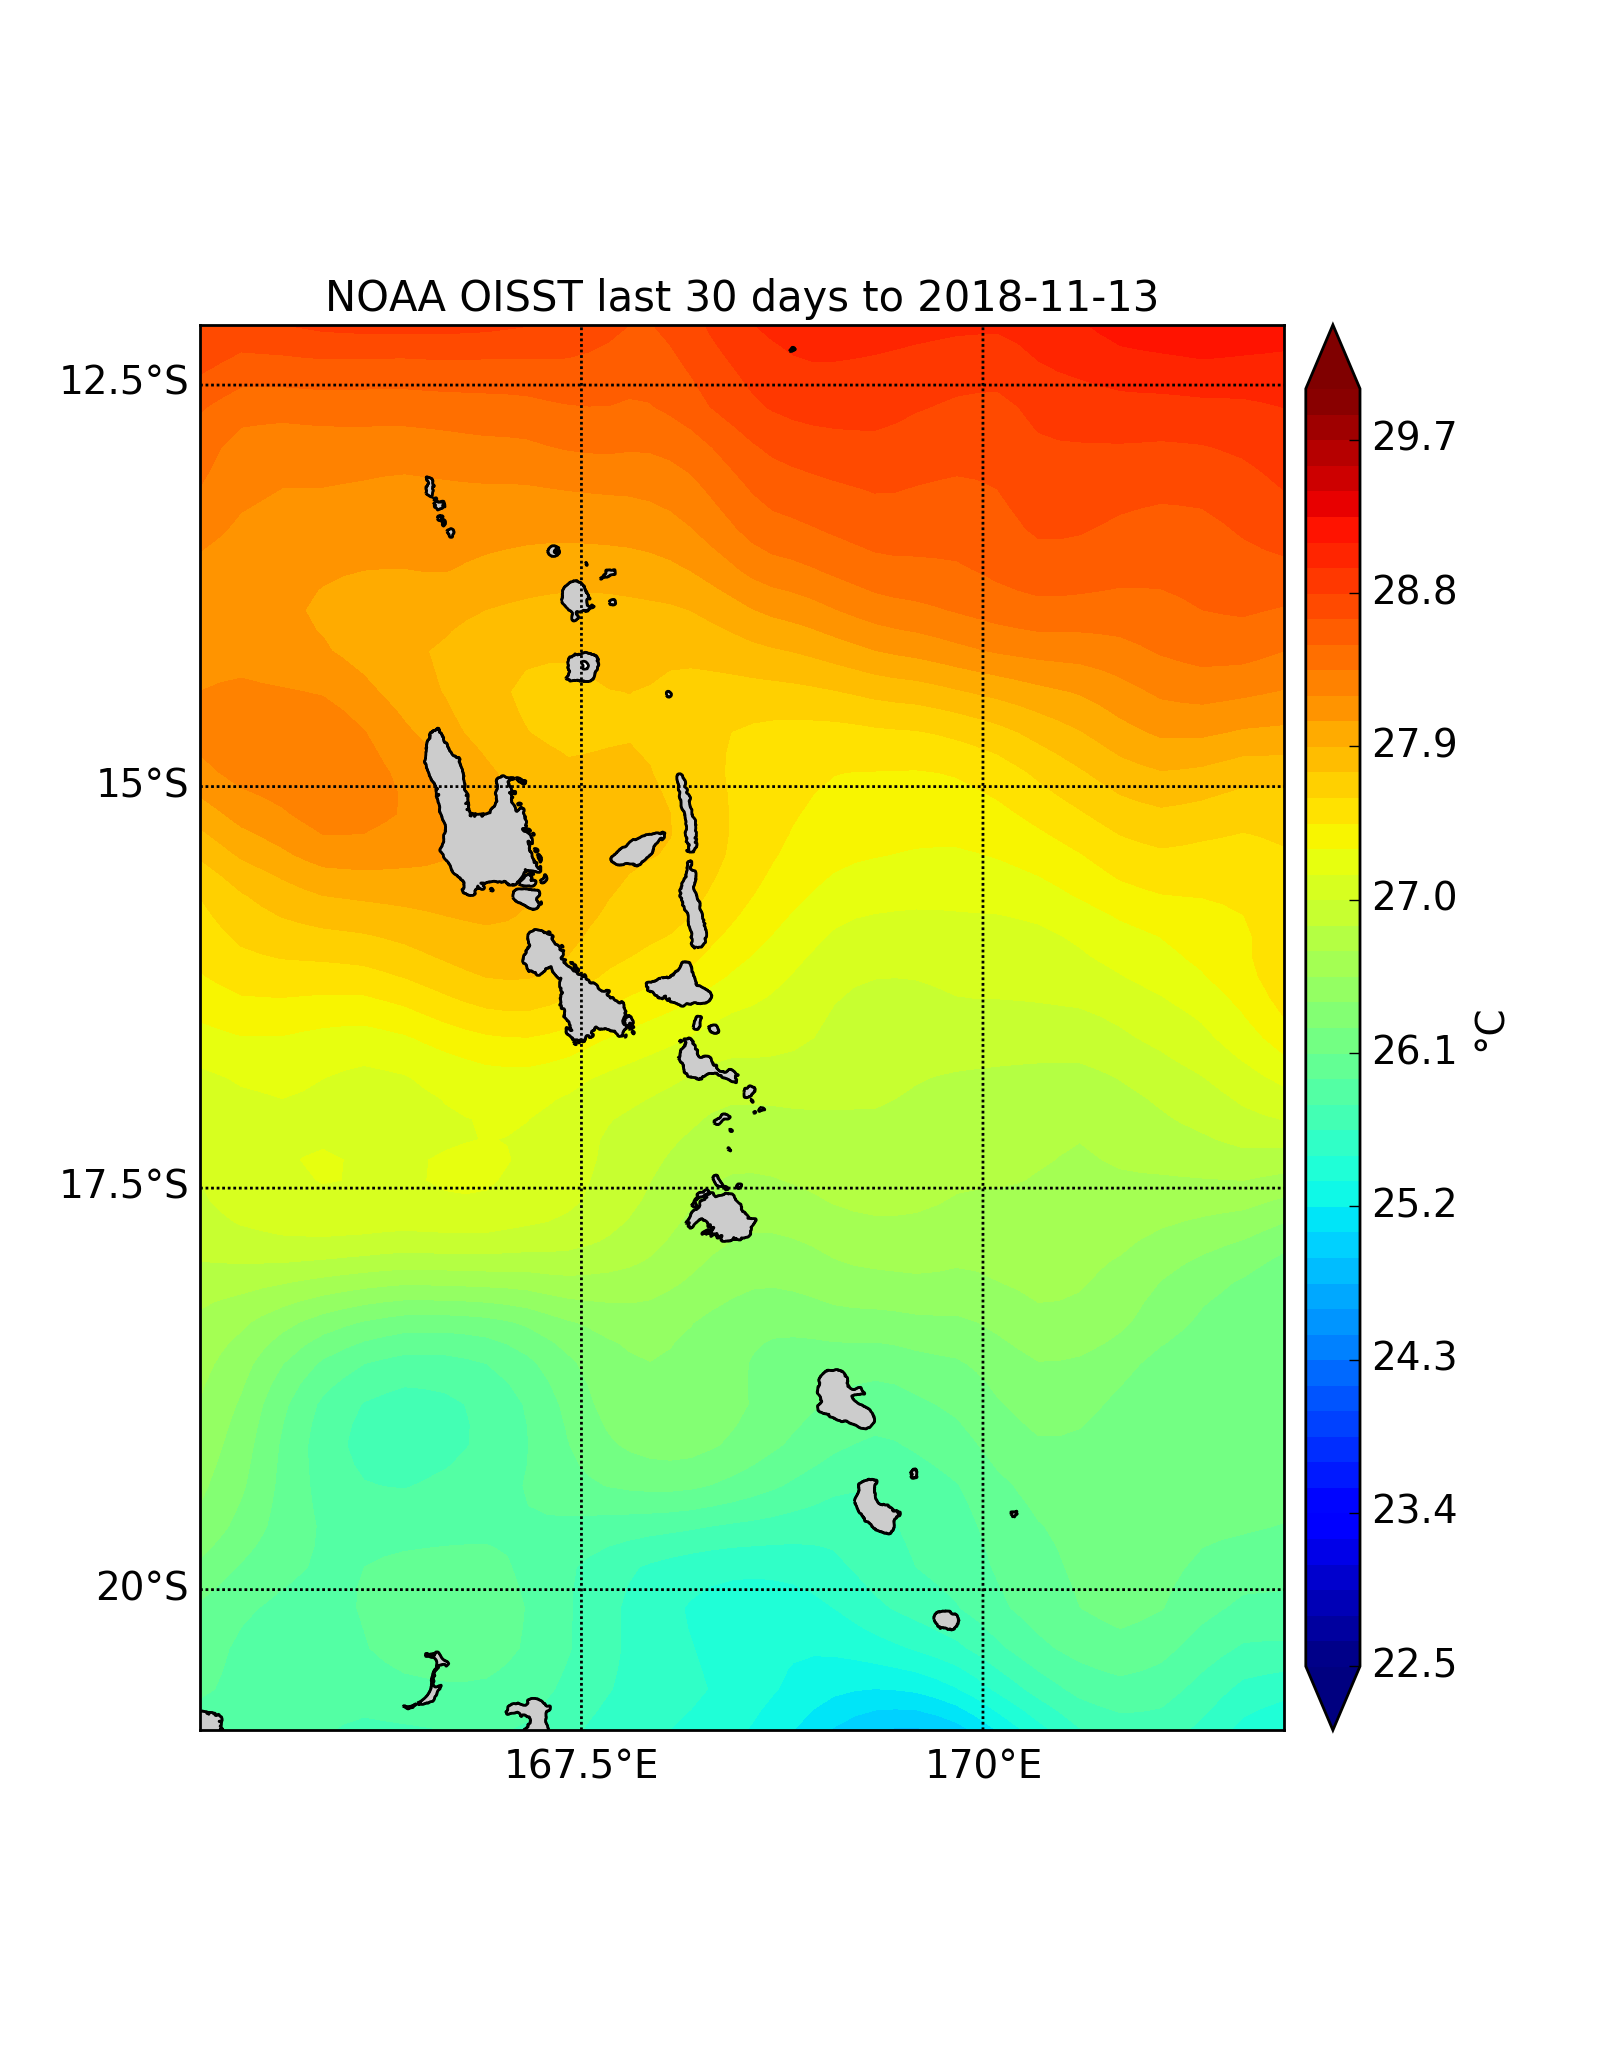 NOAA OISST last 30 days to 2018-11-13
12.5°S
15°S
17.5°S
20°S
167.5°E
170°E
29.7
28.8
27.9
27.0
26.1
25.2
24.3
23.4
22.5
°C